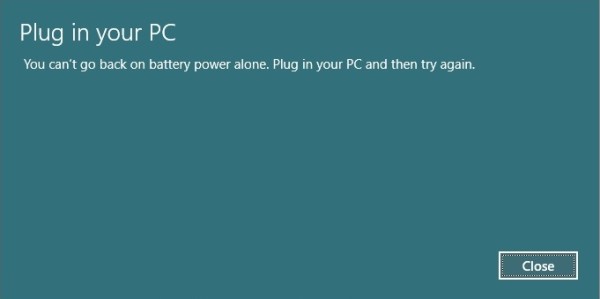 Plug in your PC
You can't go back on battery power alone. Plug in your PC and then try again.
Close